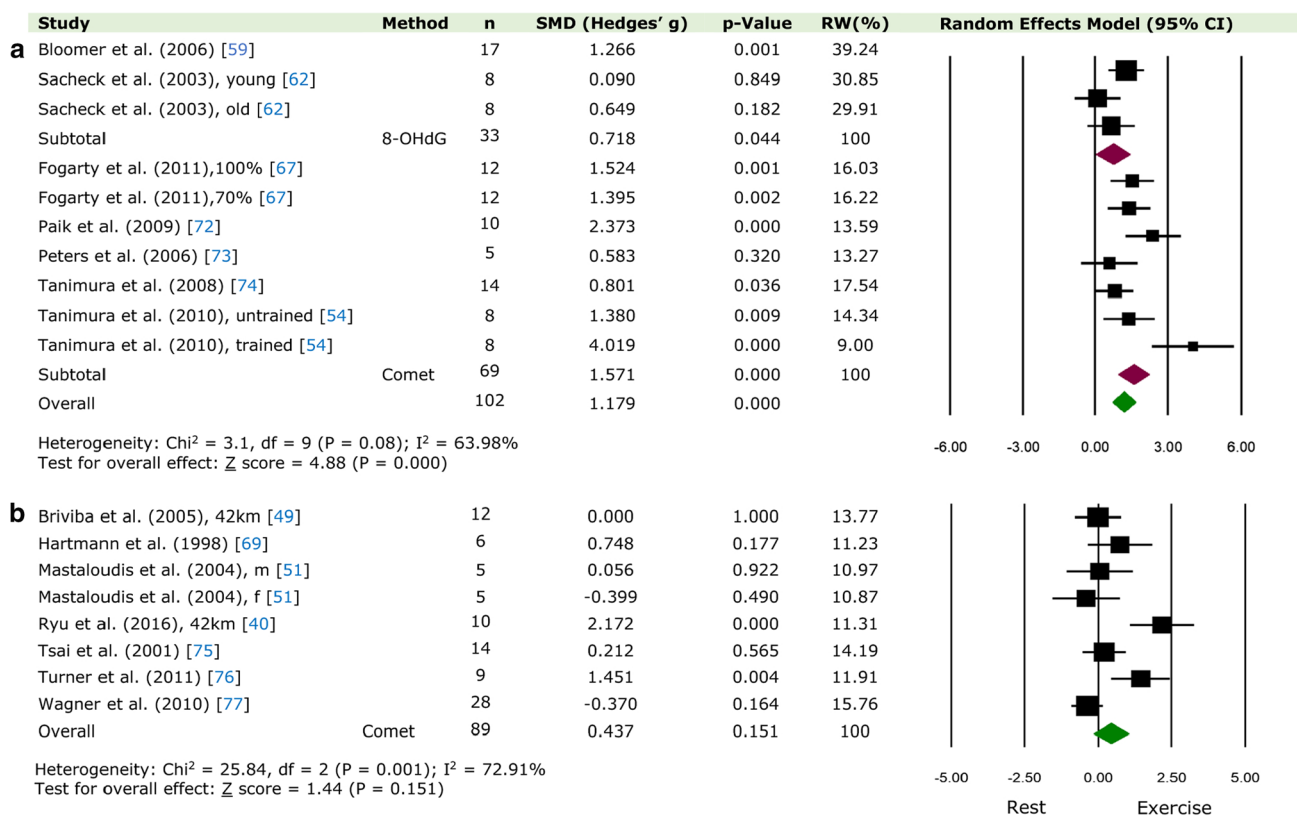 Study Method n SMD (Hedges' g) p-Value RW(%) Random Effects Model (95% CI)
a
Bloomer et al. (2006) [59] 17 1.266 0.001 39.24
Sacheck et al. (2003), young [62] 8 0.090 0.849 30.85
Sacheck et al. (2003), old [62] 8 0.649 0.182 29.91
Subtotal 8-OHdG 33 0.718 0.044 100
Fogarty et al. (2011),100% [67] 12 1.524 0.001 16.03
Fogarty et al. (2011),70% [67] 12 1.395 0.002 16.22
Paik et al. (2009) [72] 10 2.373 0.000 13.59
Peters et al. (2006) [73] 5 0.583 0.320 13.27
Tanimura et al. (2008) [74] 14 0.801 0.036 17.54
Tanimura et al. (2010), untrained [54] 8 1.380 0.009 14.34
Tanimura et al. (2010), trained [54] 8 4.019 0.000 9.00
Subtotal Comet 69 1.571 0.000 100
Overall 102 1.179 0.000
Heterogeneity: Chi² = 3.1, df = 9 (P = 0.08); I² = 63.98%
Test for overall effect: Z score = 4.88 (P = 0.000)
-6.00 -3.00 0.00 3.00 6.00
b
Briviba et al. (2005), 42km [49] 12 0.000 1.000 13.77
Hartmann et al. (1998) [69] 6 0.748 0.177 11.23
Mastaloudis et al. (2004), m [51] 5 0.056 0.922 10.97
Mastaloudis et al. (2004), f [51] 5 -0.399 0.490 10.87
Ryu et al. (2016), 42km [40] 10 2.172 0.000 11.31
Tsai et al. (2001) [75] 14 0.212 0.565 14.19
Turner et al. (2011) [76] 9 1.451 0.004 11.91
Wagner et al. (2010) [77] 28 -0.370 0.164 15.76
Overall Comet 89 0.437 0.151 100
Heterogeneity: Chi² = 25.84, df = 2 (P = 0.001); I² = 72.91%
Test for overall effect: Z score = 1.44 (P = 0.151)
-5.00 -2.50 0.00 2.50 5.00
Rest Exercise